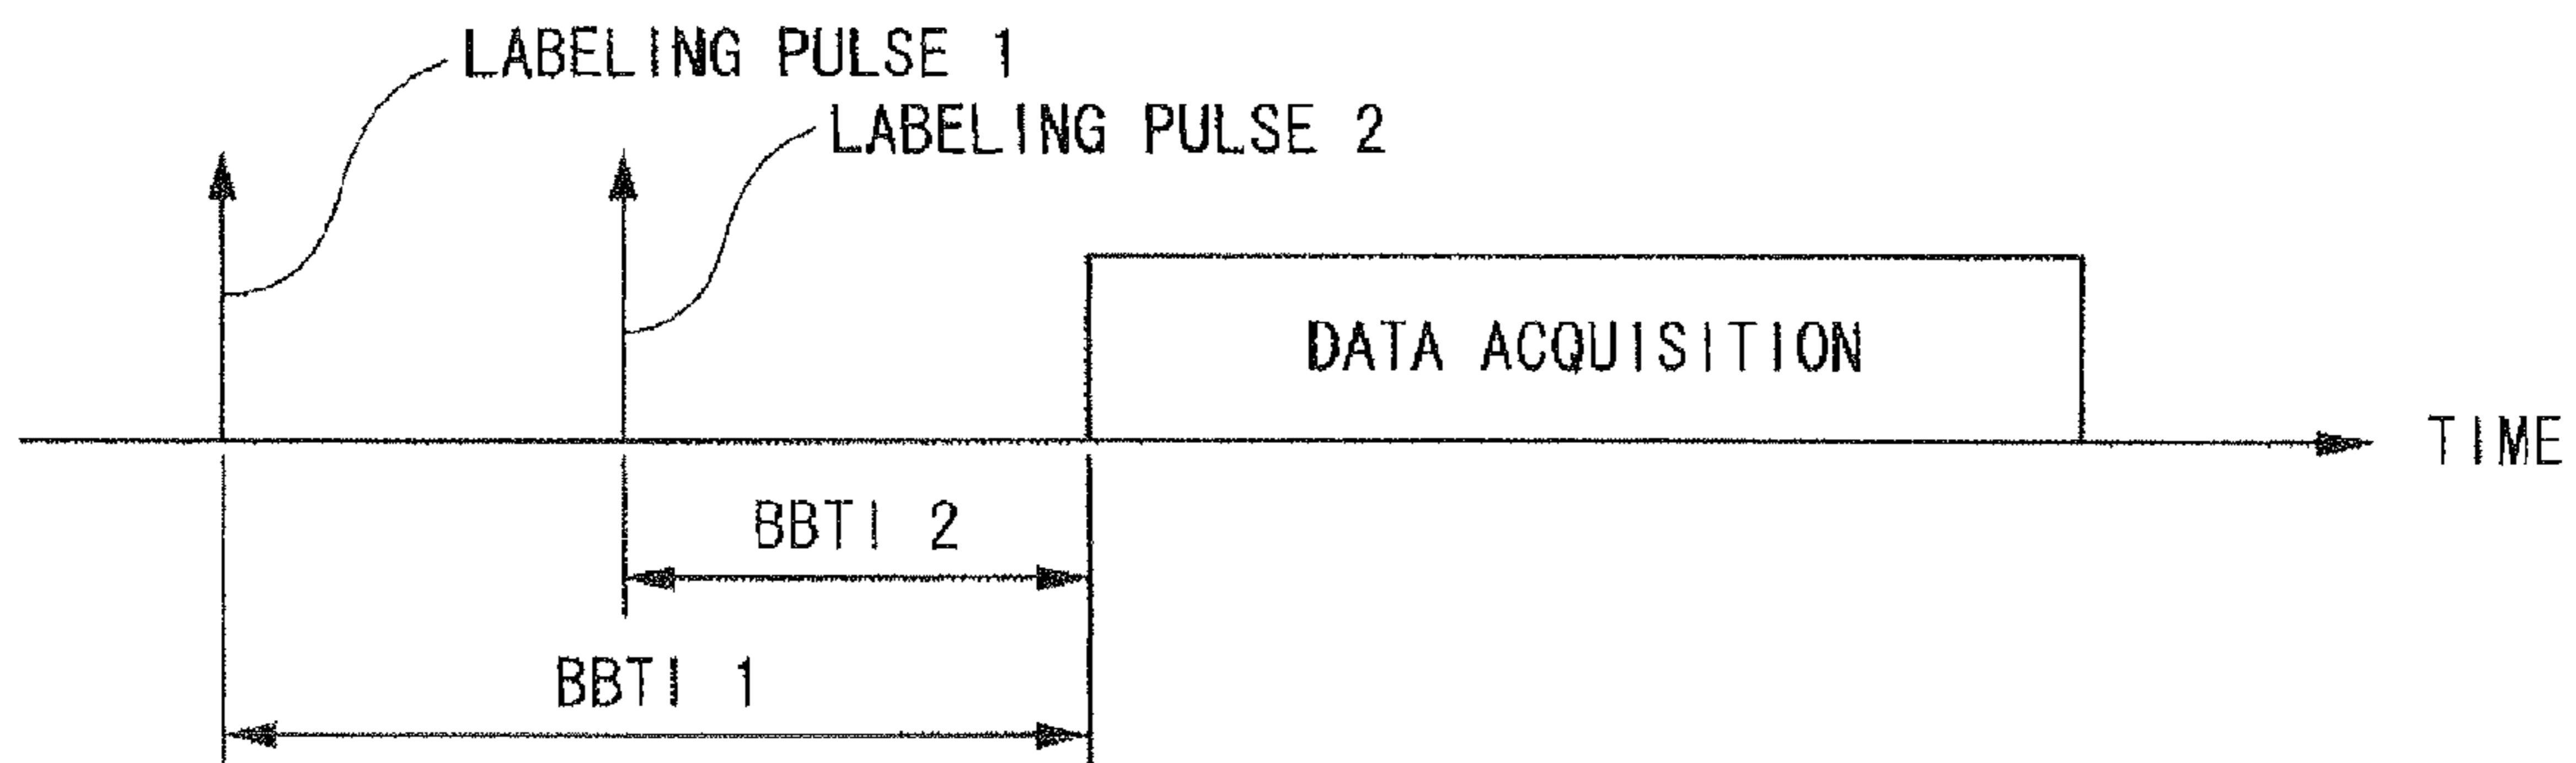 LABELING PULSE 1
LABELING PULSE 2
DATA ACQUISITION
TIME
BBTI 2
BBTI 1